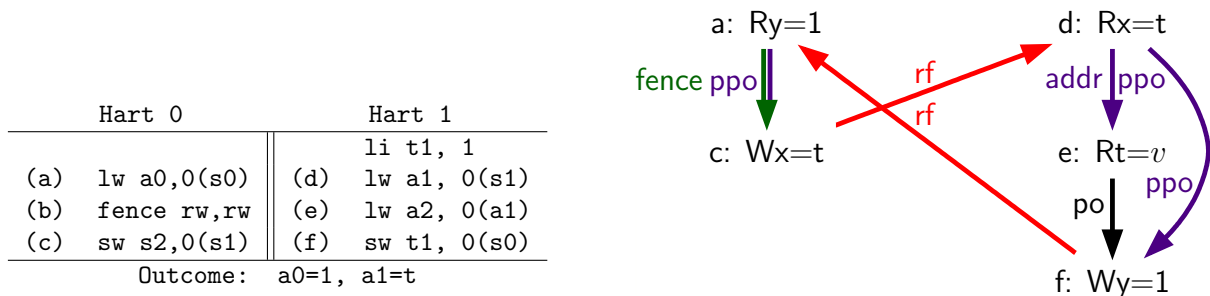 Hart 0 Hart 1
li t1, 1
(a) lw a0,0(s0) (d) lw a1, 0(s1)
(b) fence rw,rw (e) lw a2, 0(a1)
(c) sw s2,0(s1) (f) sw t1, 0(s0)
Outcome: a0=1, a1=t
a: Ry=1 d: Rx=t
fence ppo rf addr ppo
rf
c: Wx=t e: Rt=v
po ppo
f: Wy=1